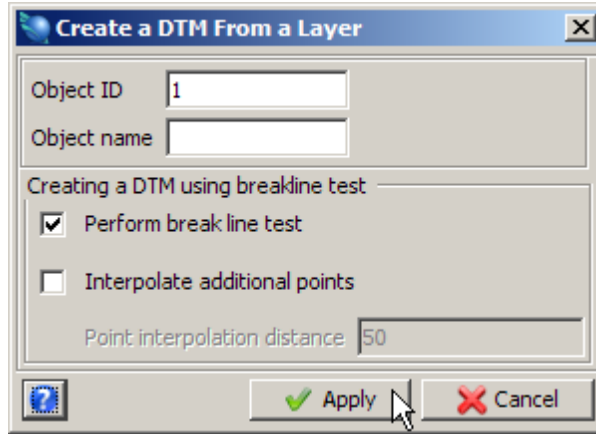 Create a DTM From a Layer
Object ID 1
Object name
Creating a DTM using breakline test
Perform break line test
Interpolate additional points
Point interpolation distance 50
? Apply Cancel